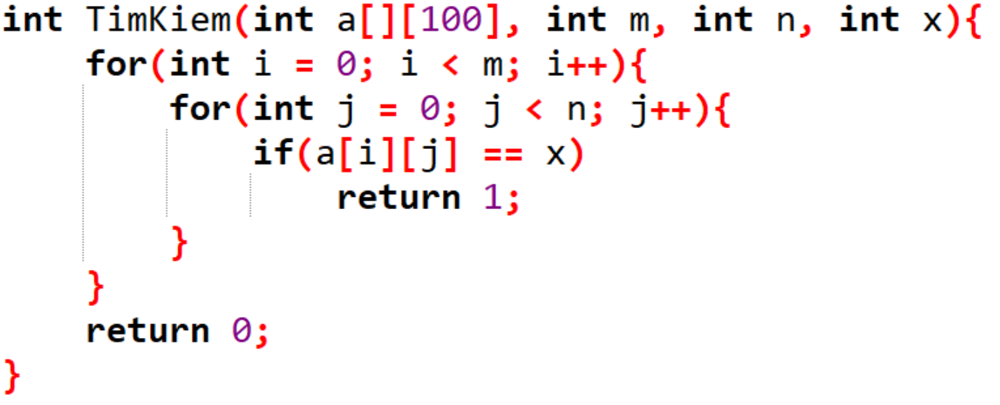 int TimKiem(int a[][100], int m, int n, int x){
    for(int i = 0; i < m; i++){
        for(int j = 0; j < n; j++){
            if(a[i][j] == x)
                return 1;
        }
    }
    return 0;
}